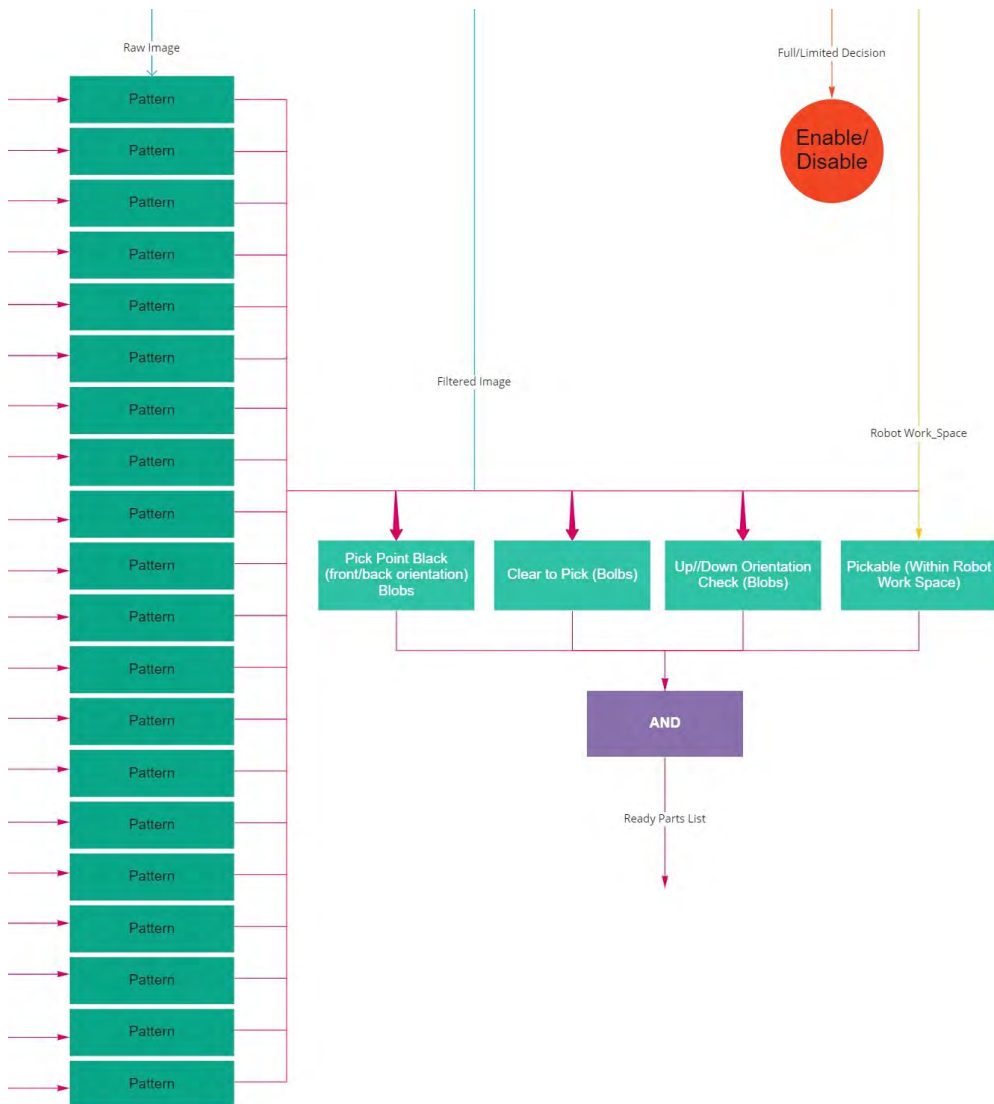 Raw Image
Full/Limited Decision
Pattern
Enable/
Disable
Pattern
Pattern
Pattern
Pattern
Pattern
Filtered Image
Pattern
Robot Work_Space
Pattern
Pattern
Pick Point Black
(front/back orientation)
Blobs
Clear to Pick (Bolbs)
Up//Down Orientation
Check (Blobs)
Pickable (Within Robot
Work Space)
Pattern
Pattern
Pattern
Pattern
AND
Pattern
Pattern
Ready Parts List
Pattern
Pattern
Pattern
Pattern
Pattern